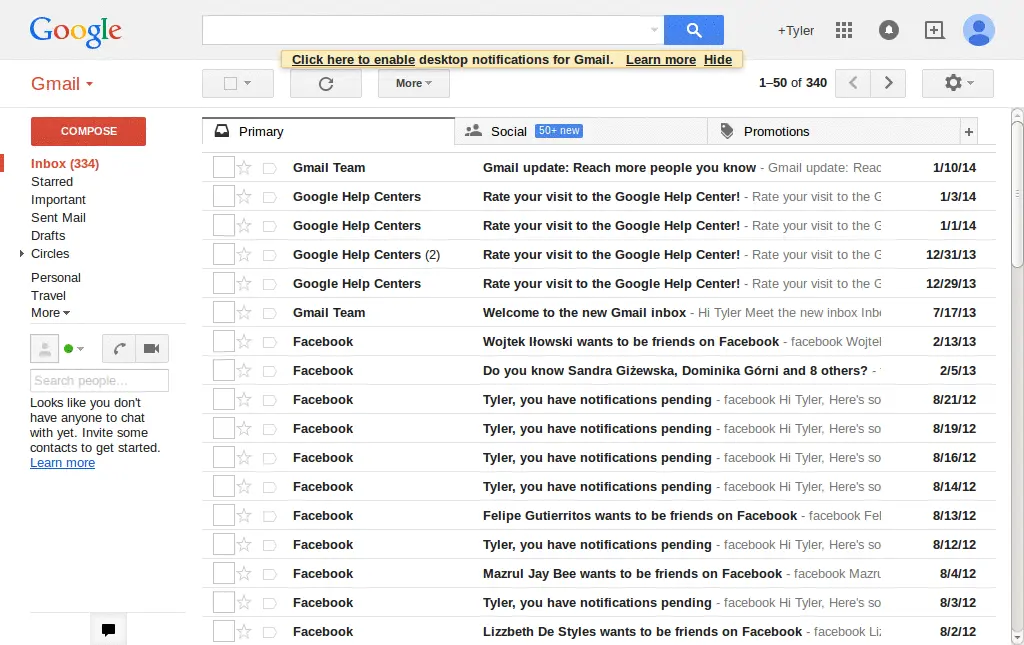 Google
+Tyler
Click here to enable desktop notifications for Gmail. Learn more Hide
Gmail
More
1–50 of 340
COMPOSE
Inbox (334)
Starred
Important
Sent Mail
Drafts
Circles
Personal
Travel
More
Search people...
Looks like you don't
have anyone to chat
with yet. Invite some
contacts to get started.
Learn more
Primary
Social 50+ new
Promotions
+
Gmail Team Gmail update: Reach more people you know - Gmail update: Reac 1/10/14
Google Help Centers Rate your visit to the Google Help Center! - Rate your visit to the G 1/3/14
Google Help Centers Rate your visit to the Google Help Center! - Rate your visit to the G 1/1/14
Google Help Centers (2) Rate your visit to the Google Help Center! - Rate your visit to the G 12/31/13
Google Help Centers Rate your visit to the Google Help Center! - Rate your visit to the G 12/29/13
Gmail Team Welcome to the new Gmail inbox - Hi Tyler Meet the new inbox Inbo 7/17/13
Facebook Wojtek Iłowski wants to be friends on Facebook - facebook Wojtek 2/13/13
Facebook Do you know Sandra Giżewska, Dominika Górni and 8 others? - 2/5/13
Facebook Tyler, you have notifications pending - facebook Hi Tyler, Here's so 8/21/12
Facebook Tyler, you have notifications pending - facebook Hi Tyler, Here's so 8/19/12
Facebook Tyler, you have notifications pending - facebook Hi Tyler, Here's so 8/16/12
Facebook Tyler, you have notifications pending - facebook Hi Tyler, Here's so 8/14/12
Facebook Felipe Gutierritos wants to be friends on Facebook - facebook Fel 8/13/12
Facebook Tyler, you have notifications pending - facebook Hi Tyler, Here's so 8/12/12
Facebook Mazrul Jay Bee wants to be friends on Facebook - facebook Mazru 8/4/12
Facebook Tyler, you have notifications pending - facebook Hi Tyler, Here's so 8/3/12
Facebook Lizzbeth De Styles wants to be friends on Facebook - facebook Liz 8/2/12